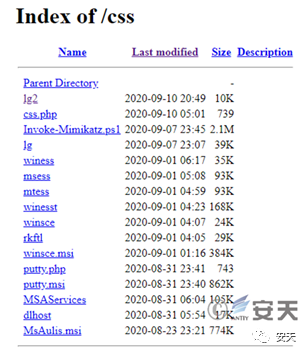 Index of /css
Name Last modified Size Description
Parent Directory -
lg2 2020-09-10 20:49 10K
css.php 2020-09-10 05:01 739
Invoke-Mimikatz.ps1 2020-09-07 23:45 2.1M
lg 2020-09-07 23:07 39K
winess 2020-09-01 06:17 35K
msess 2020-09-01 05:08 93K
mtess 2020-09-01 04:59 93K
winesst 2020-09-01 04:23 168K
winsce 2020-09-01 04:07 24K
rkftl 2020-09-01 04:05 29K
winsce.msi 2020-09-01 01:16 384K
putty.php 2020-08-31 23:41 743
putty.msi 2020-08-31 23:40 862K
MSAServices 2020-08-31 06:04 105K
dlhost 2020-08-31 05:54 17K
MsAulis.msi 2020-08-23 23:21 774K
安天
安天